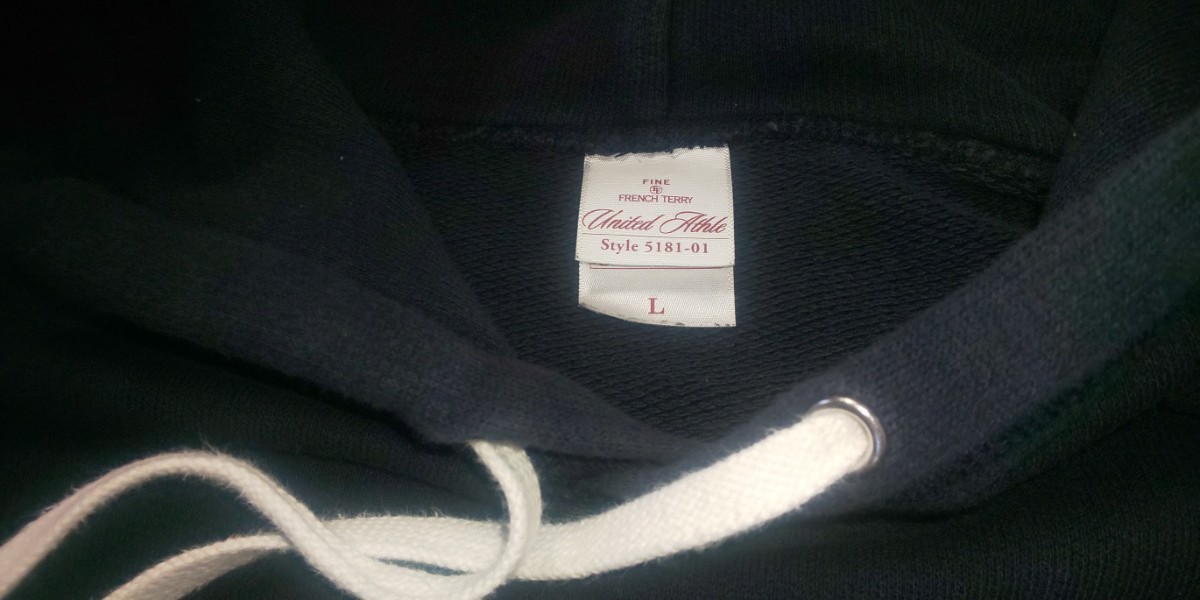 FINE
FRENCH TERRY
United Athle
Style 5181-01
L